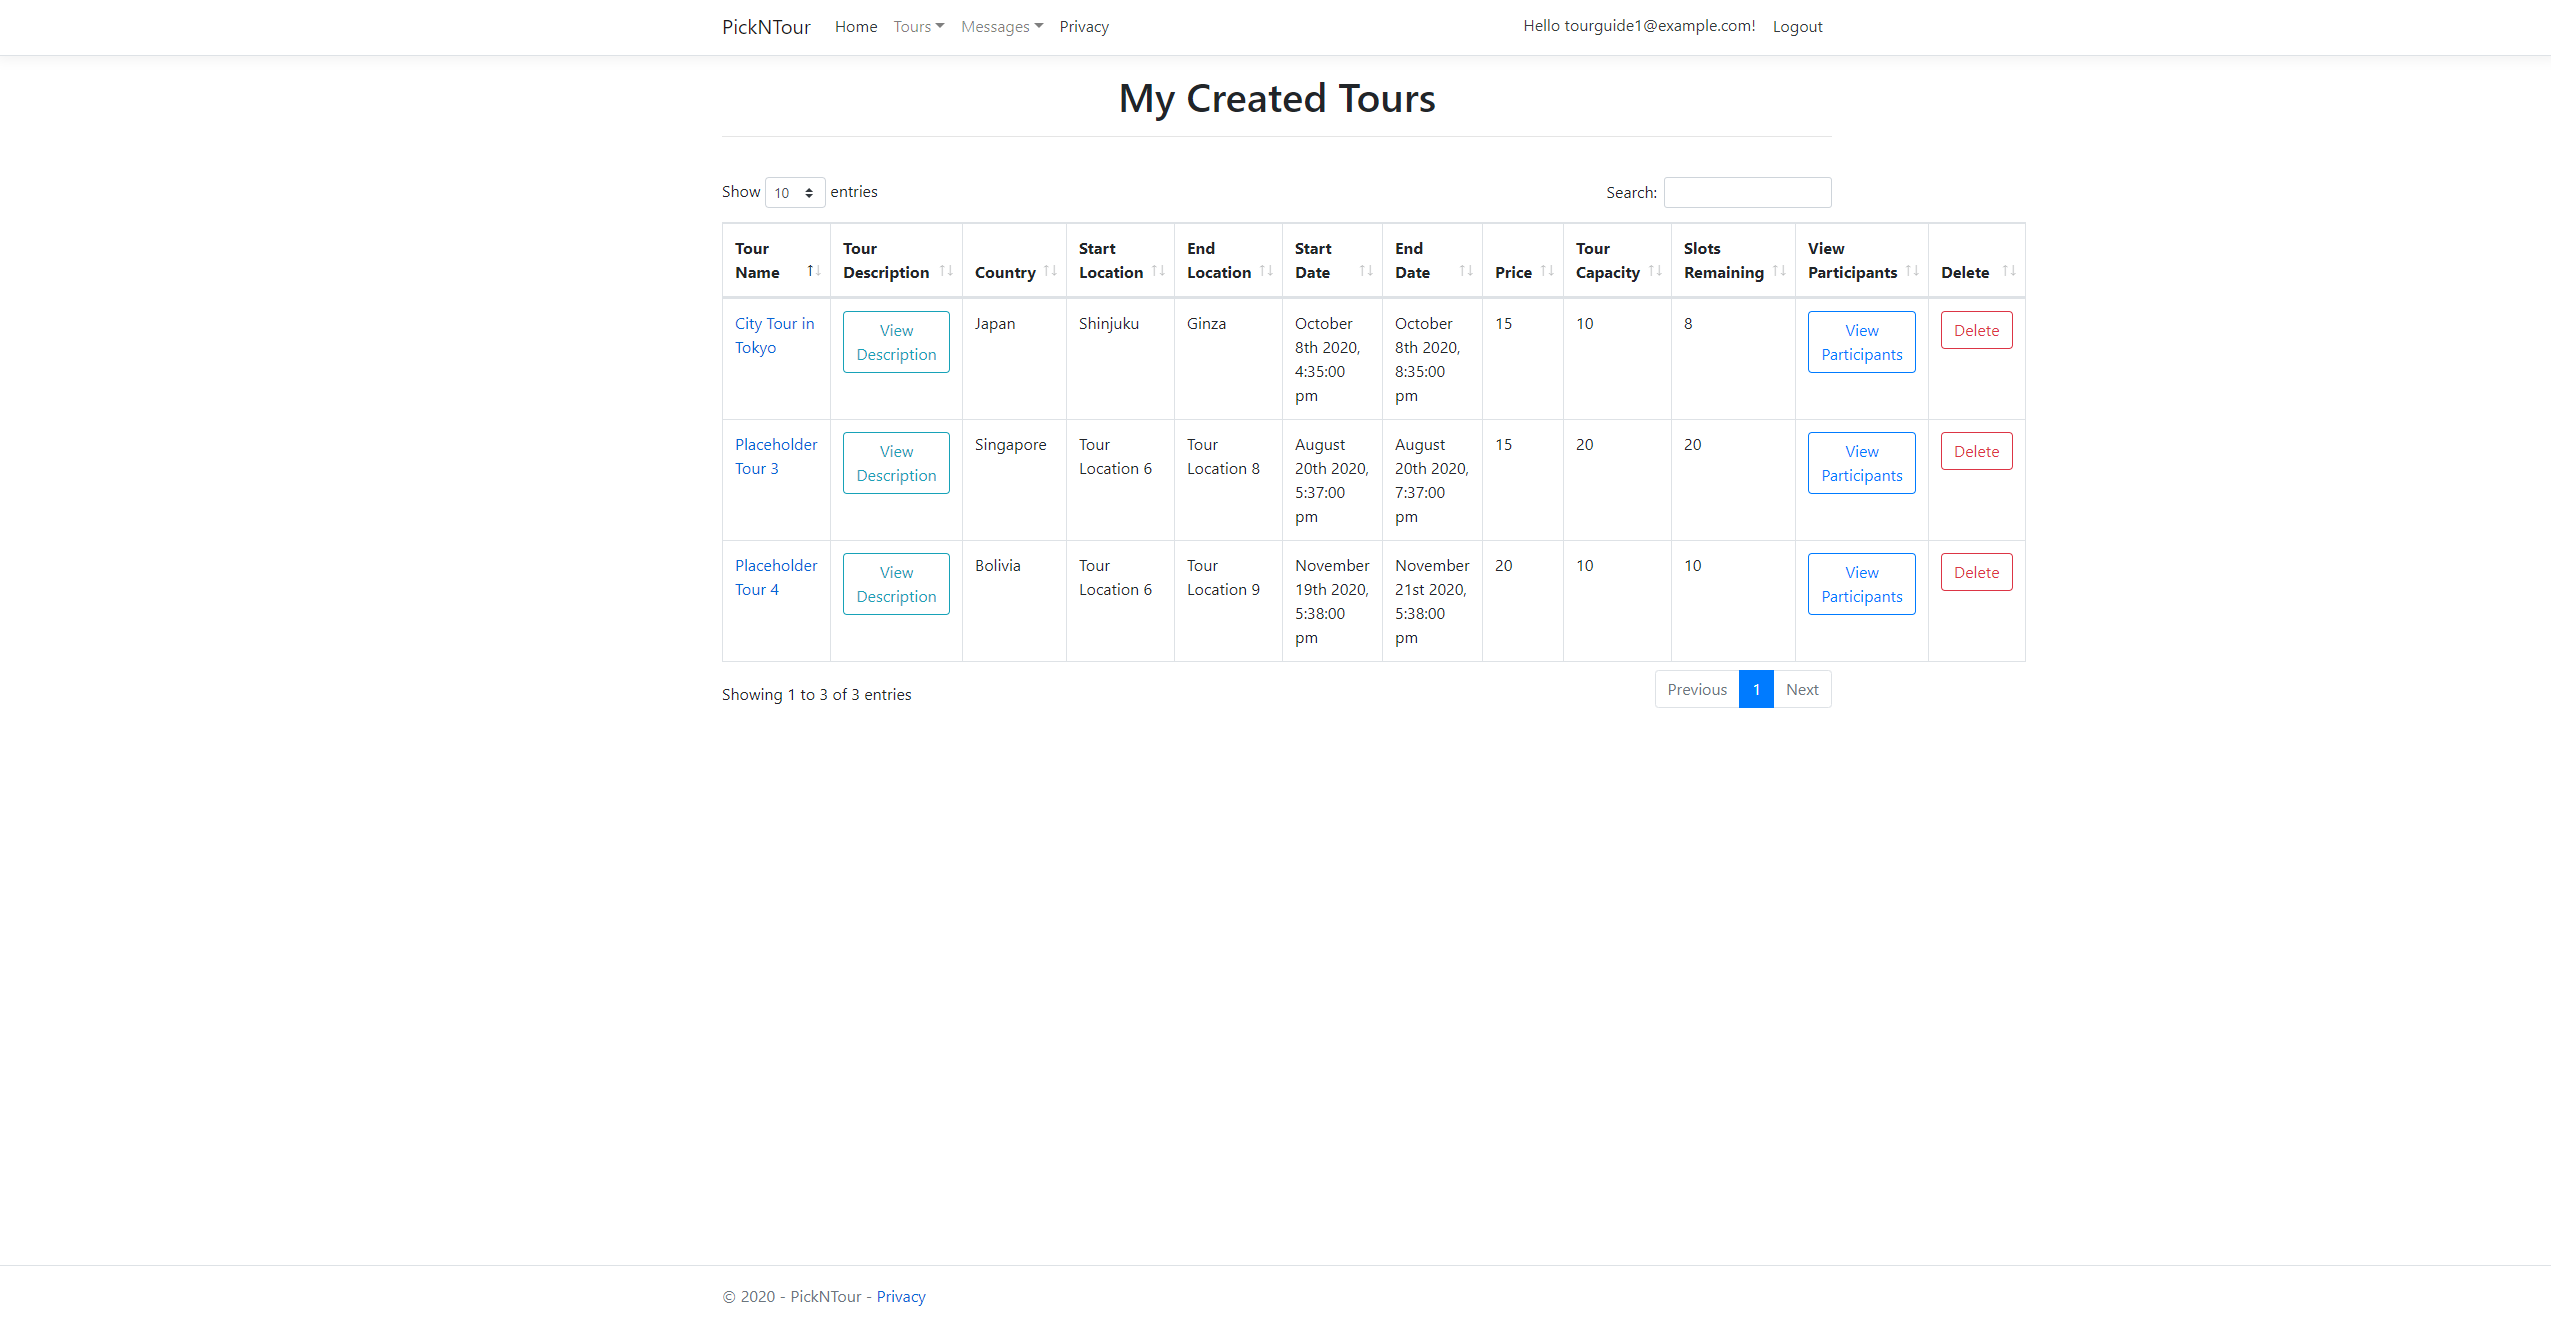 PickNTour Home Tours Messages Privacy Hello tourguide1@example.com! Logout
My Created Tours
Show 10 entries Search:
Tour Name Tour Description Country Start Location End Location Start Date End Date Price Tour Capacity Slots Remaining View Participants Delete
City Tour in Tokyo View Description Japan Shinjuku Ginza October 8th 2020, 4:35:00 pm October 8th 2020, 8:35:00 pm 15 10 8 View Participants Delete
Placeholder Tour 3 View Description Singapore Tour Location 6 Tour Location 8 August 20th 2020, 5:37:00 pm August 20th 2020, 7:37:00 pm 15 20 20 View Participants Delete
Placeholder Tour 4 View Description Bolivia Tour Location 6 Tour Location 9 November 19th 2020, 5:38:00 pm November 21st 2020, 5:38:00 pm 20 10 10 View Participants Delete
Showing 1 to 3 of 3 entries Previous 1 Next
© 2020 - PickNTour - Privacy